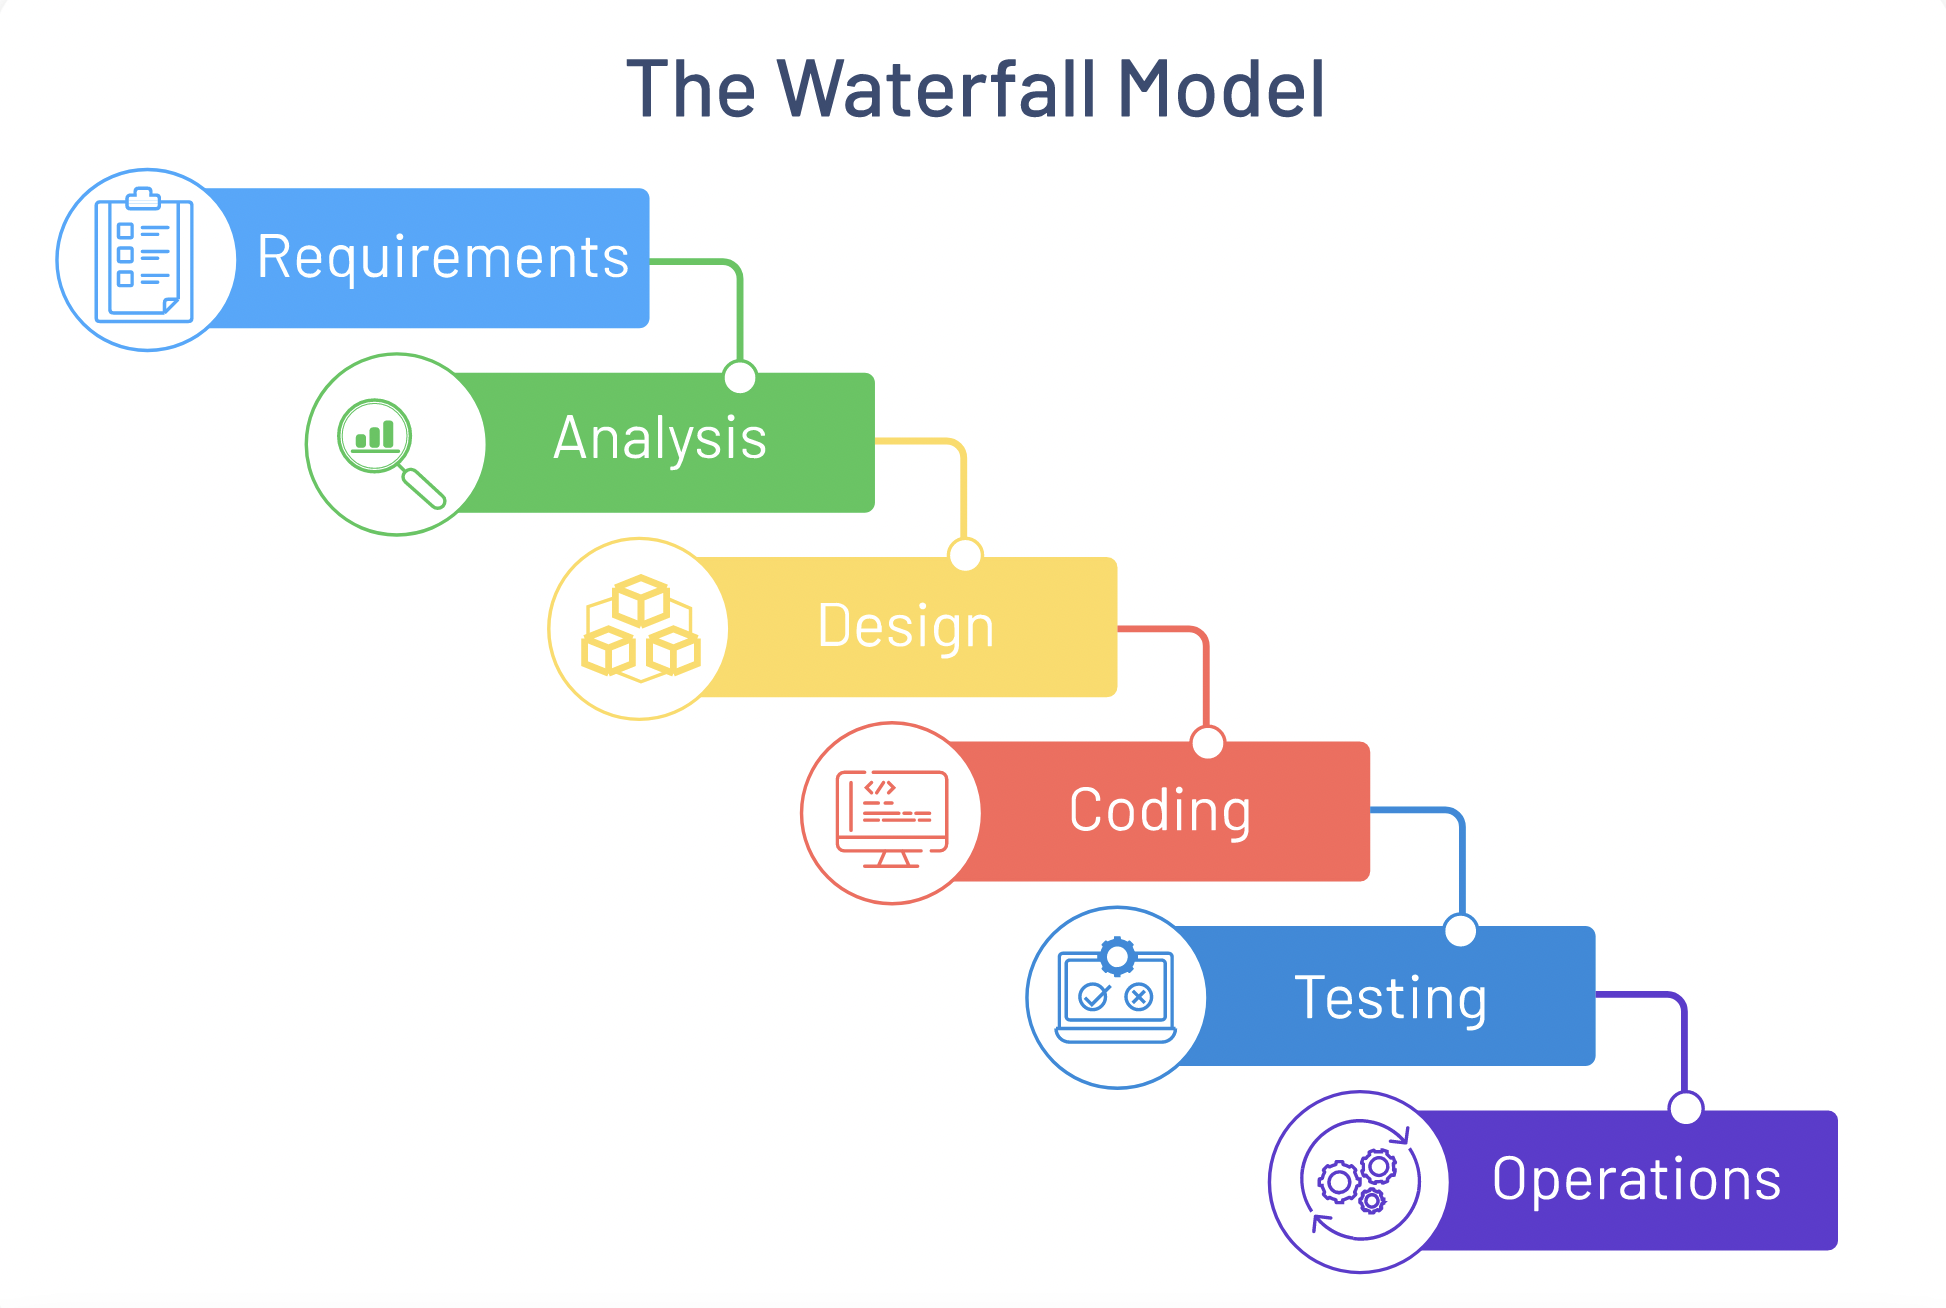 The Waterfall Model
Requirements
Analysis
Design
Coding
Testing
Operations